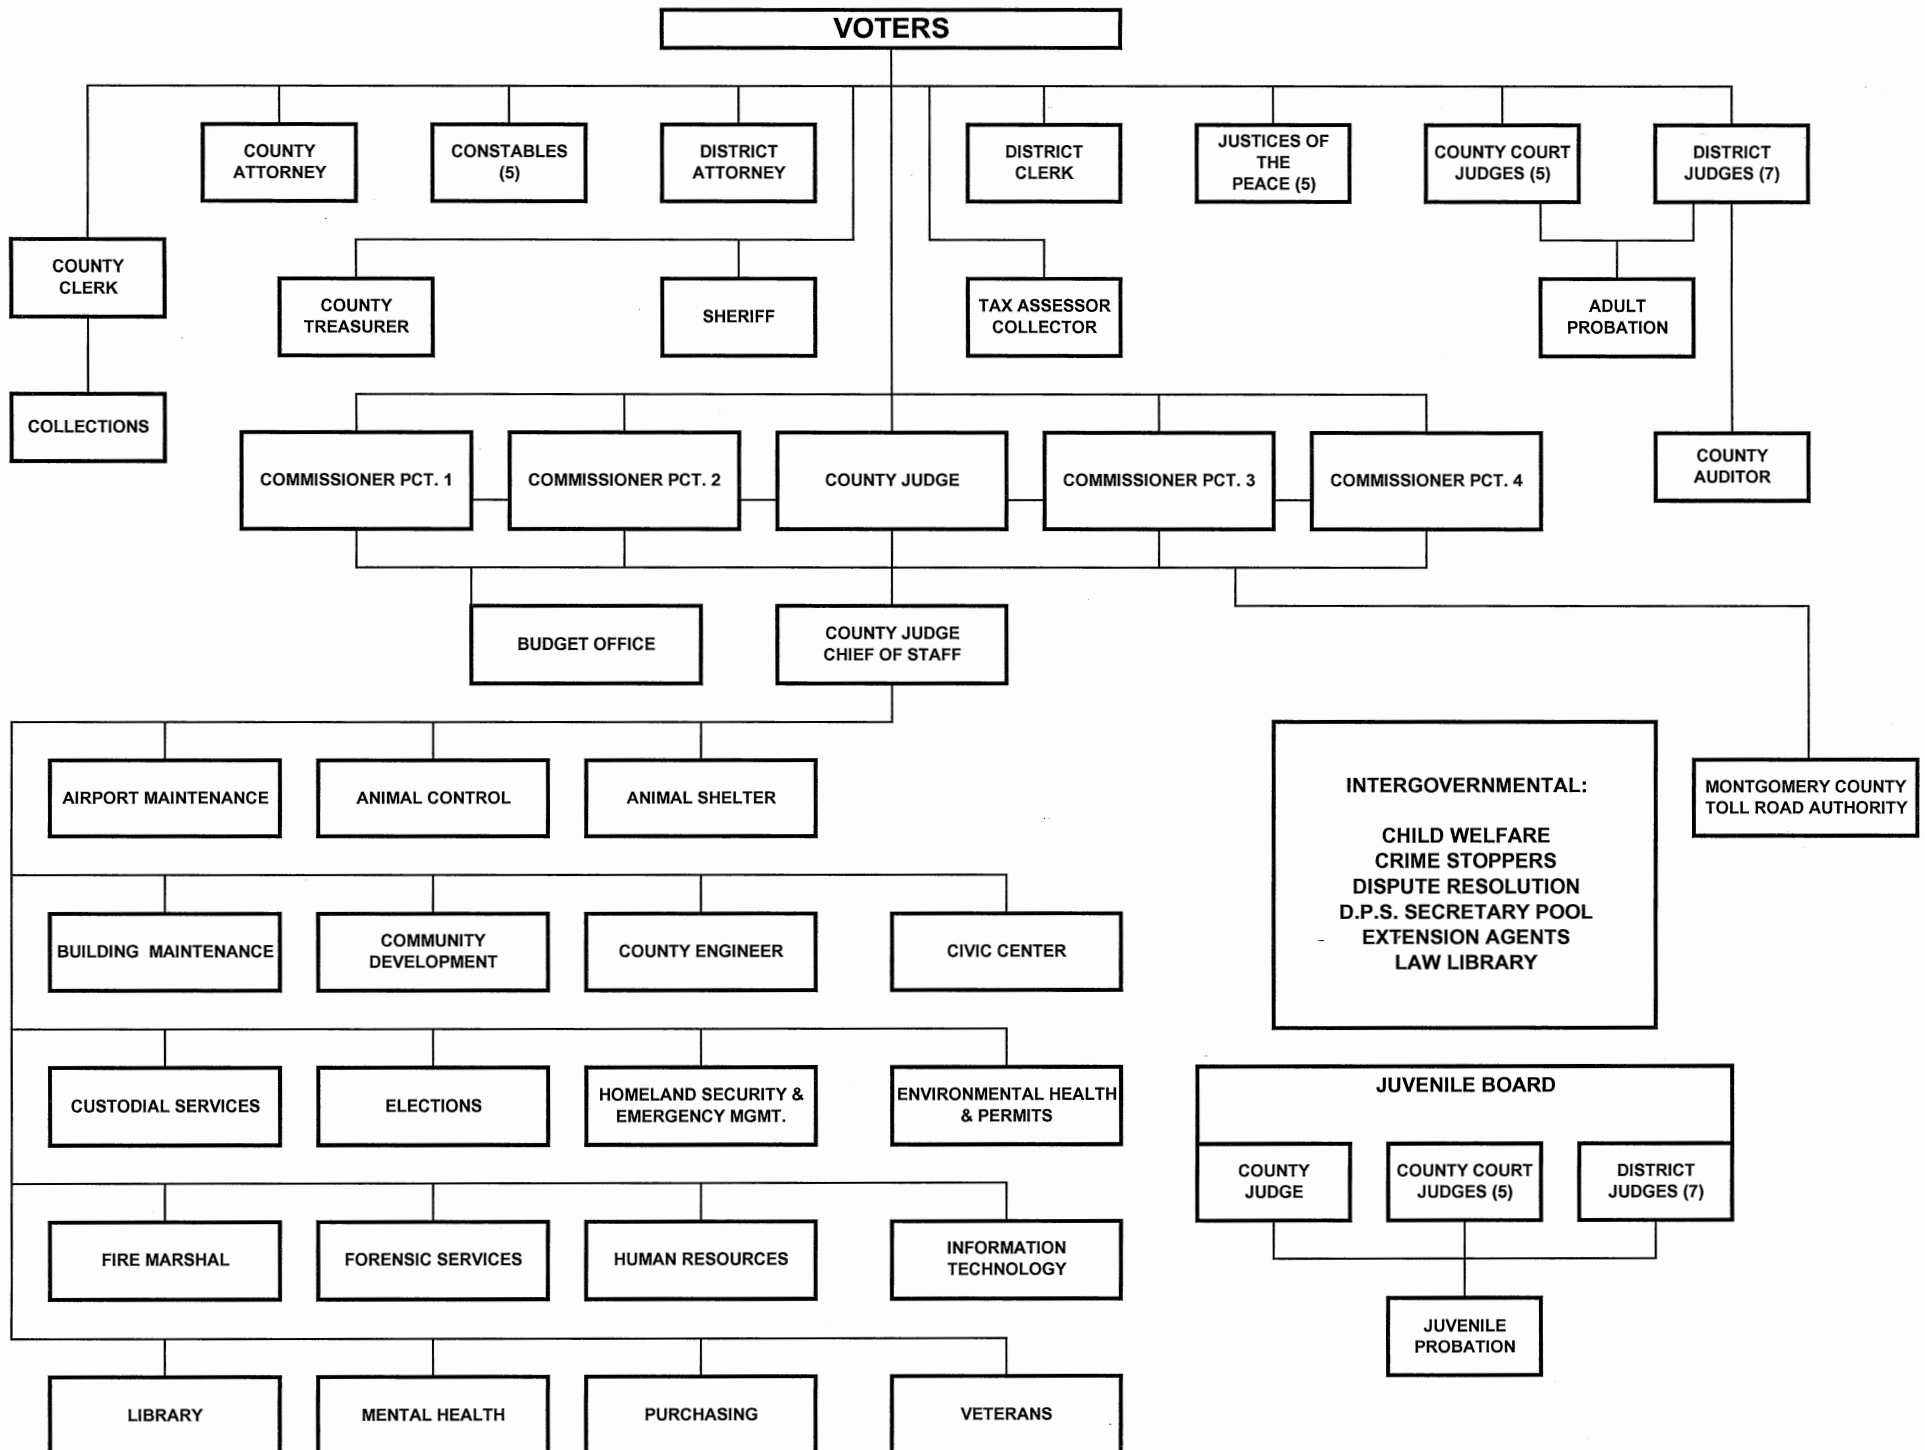 VOTERS
COUNTY
ATTORNEY
CONSTABLES
(5)
DISTRICT
ATTORNEY
DISTRICT
CLERK
JUSTICES OF
THE
PEACE (5)
COUNTY COURT
JUDGES (5)
DISTRICT
JUDGES (7)
COUNTY
CLERK
COUNTY
TREASURER
SHERIFF
TAX ASSESSOR
COLLECTOR
ADULT
PROBATION
COLLECTIONS
COMMISSIONER PCT. 1
COMMISSIONER PCT. 2
COUNTY JUDGE
COMMISSIONER PCT. 3
COMMISSIONER PCT. 4
COUNTY
AUDITOR
BUDGET OFFICE
COUNTY JUDGE
CHIEF OF STAFF
AIRPORT MAINTENANCE
ANIMAL CONTROL
ANIMAL SHELTER
INTERGOVERNMENTAL:
CHILD WELFARE
CRIME STOPPERS
DISPUTE RESOLUTION
D.P.S. SECRETARY POOL
EXTENSION AGENTS
LAW LIBRARY
MONTGOMERY COUNTY
TOLL ROAD AUTHORITY
BUILDING MAINTENANCE
COMMUNITY
DEVELOPMENT
COUNTY ENGINEER
CIVIC CENTER
CUSTODIAL SERVICES
ELECTIONS
HOMELAND SECURITY &
EMERGENCY MGMT.
ENVIRONMENTAL HEALTH
& PERMITS
JUVENILE BOARD
COUNTY
JUDGE
COUNTY COURT
JUDGES (5)
DISTRICT
JUDGES (7)
FIRE MARSHAL
FORENSIC SERVICES
HUMAN RESOURCES
INFORMATION
TECHNOLOGY
JUVENILE
PROBATION
LIBRARY
MENTAL HEALTH
PURCHASING
VETERANS